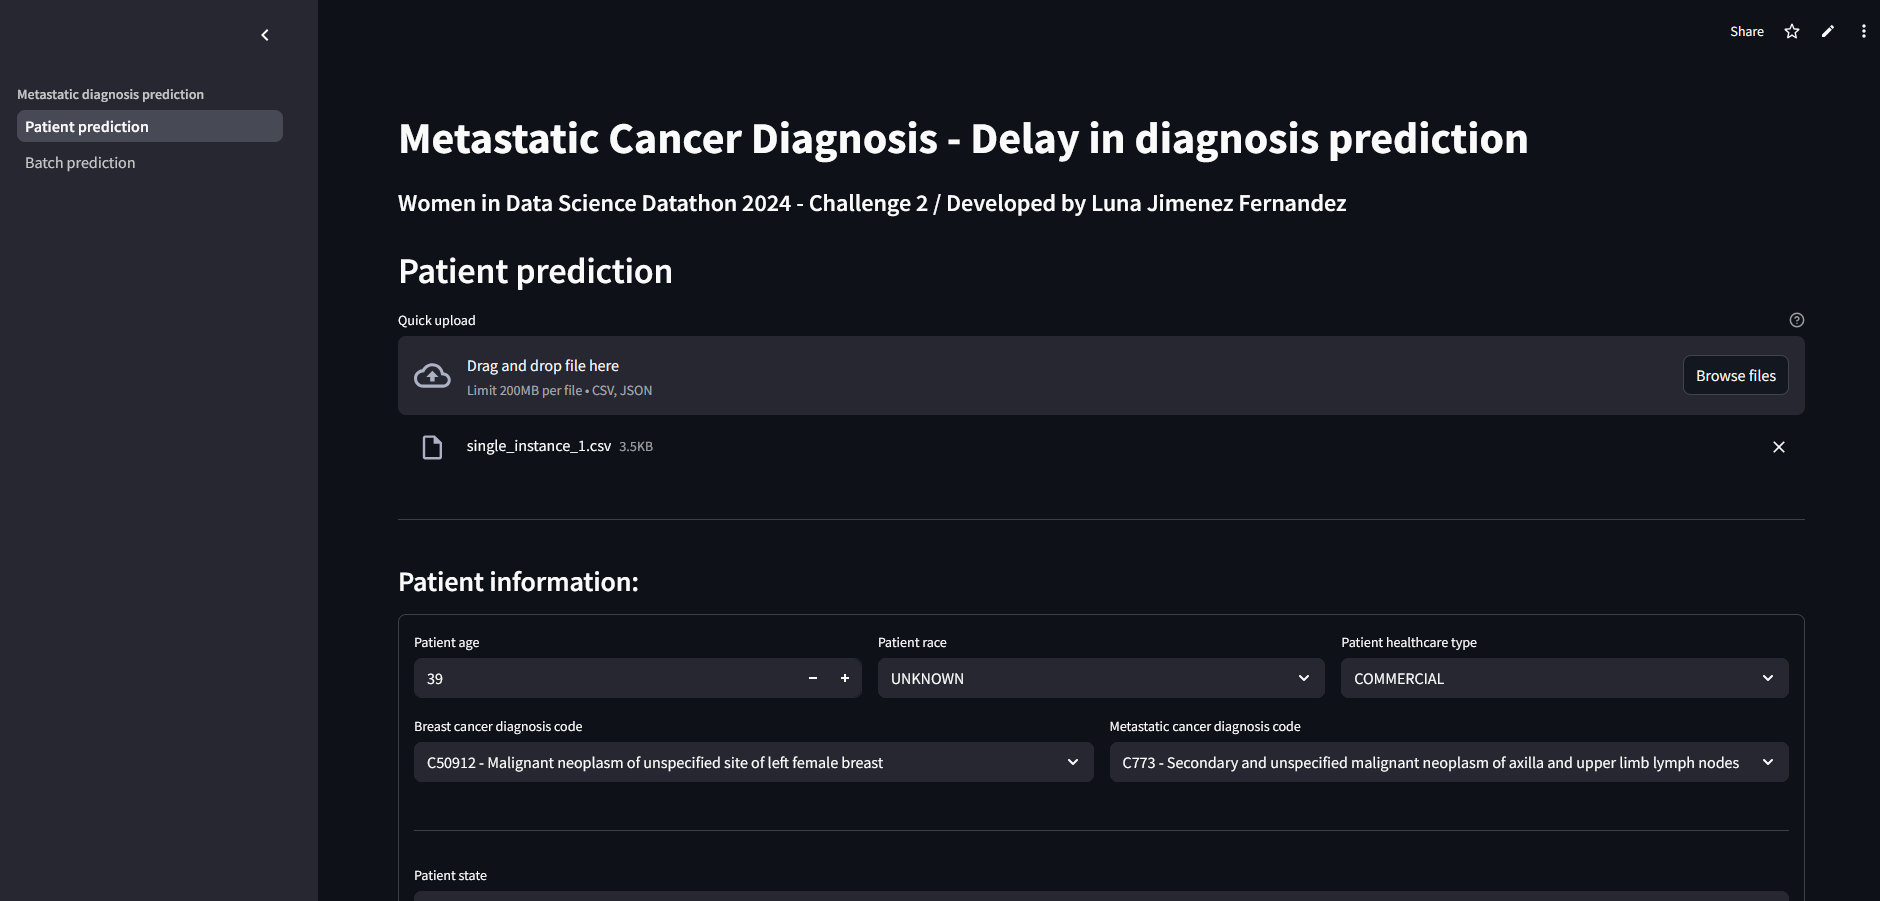 Share
Metastatic diagnosis prediction
Patient prediction
Batch prediction
Metastatic Cancer Diagnosis - Delay in diagnosis prediction
Women in Data Science Datathon 2024 - Challenge 2 / Developed by Luna Jimenez Fernandez
Patient prediction
Quick upload
Drag and drop file here
Limit 200MB per file • CSV, JSON
Browse files
single_instance_1.csv 3.5KB
Patient information:
Patient age
Patient race
Patient healthcare type
39
UNKNOWN
COMMERCIAL
Breast cancer diagnosis code
Metastatic cancer diagnosis code
C50912 - Malignant neoplasm of unspecified site of left female breast
C773 - Secondary and unspecified malignant neoplasm of axilla and upper limb lymph nodes
Patient state